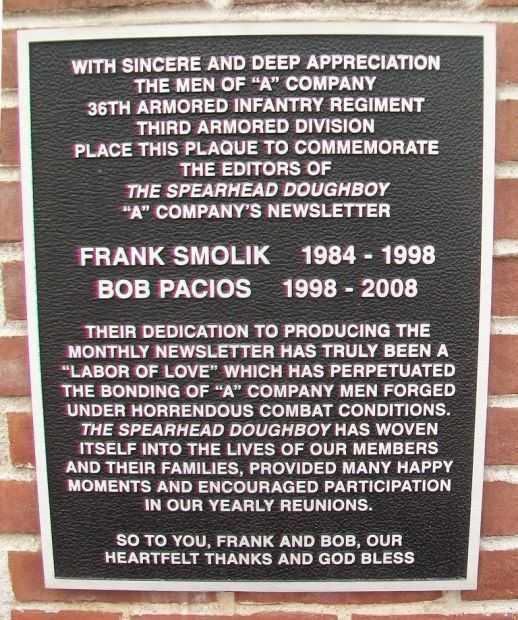 WITH SINCERE AND DEEP APPRECIATION
THE MEN OF “A” COMPANY
36TH ARMORED INFANTRY REGIMENT
THIRD ARMORED DIVISION
PLACE THIS PLAQUE TO COMMEMORATE
THE EDITORS OF
THE SPEARHEAD DOUGHBOY
“A” COMPANY'S NEWSLETTER
FRANK SMOLIK 1984 - 1998
BOB PACIOS 1998 - 2008
THEIR DEDICATION TO PRODUCING THE
MONTHLY NEWSLETTER HAS TRULY BEEN A
“LABOR OF LOVE” WHICH HAS PERPETUATED
THE BONDING OF “A” COMPANY MEN FORGED
UNDER HORRENDOUS COMBAT CONDITIONS.
THE SPEARHEAD DOUGHBOY HAS WOVEN
ITSELF INTO THE LIVES OF OUR MEMBERS
AND THEIR FAMILIES, PROVIDED MANY HAPPY
MOMENTS AND ENCOURAGED PARTICIPATION
IN OUR YEARLY REUNIONS.
SO TO YOU, FRANK AND BOB, OUR
HEARTFELT THANKS AND GOD BLESS